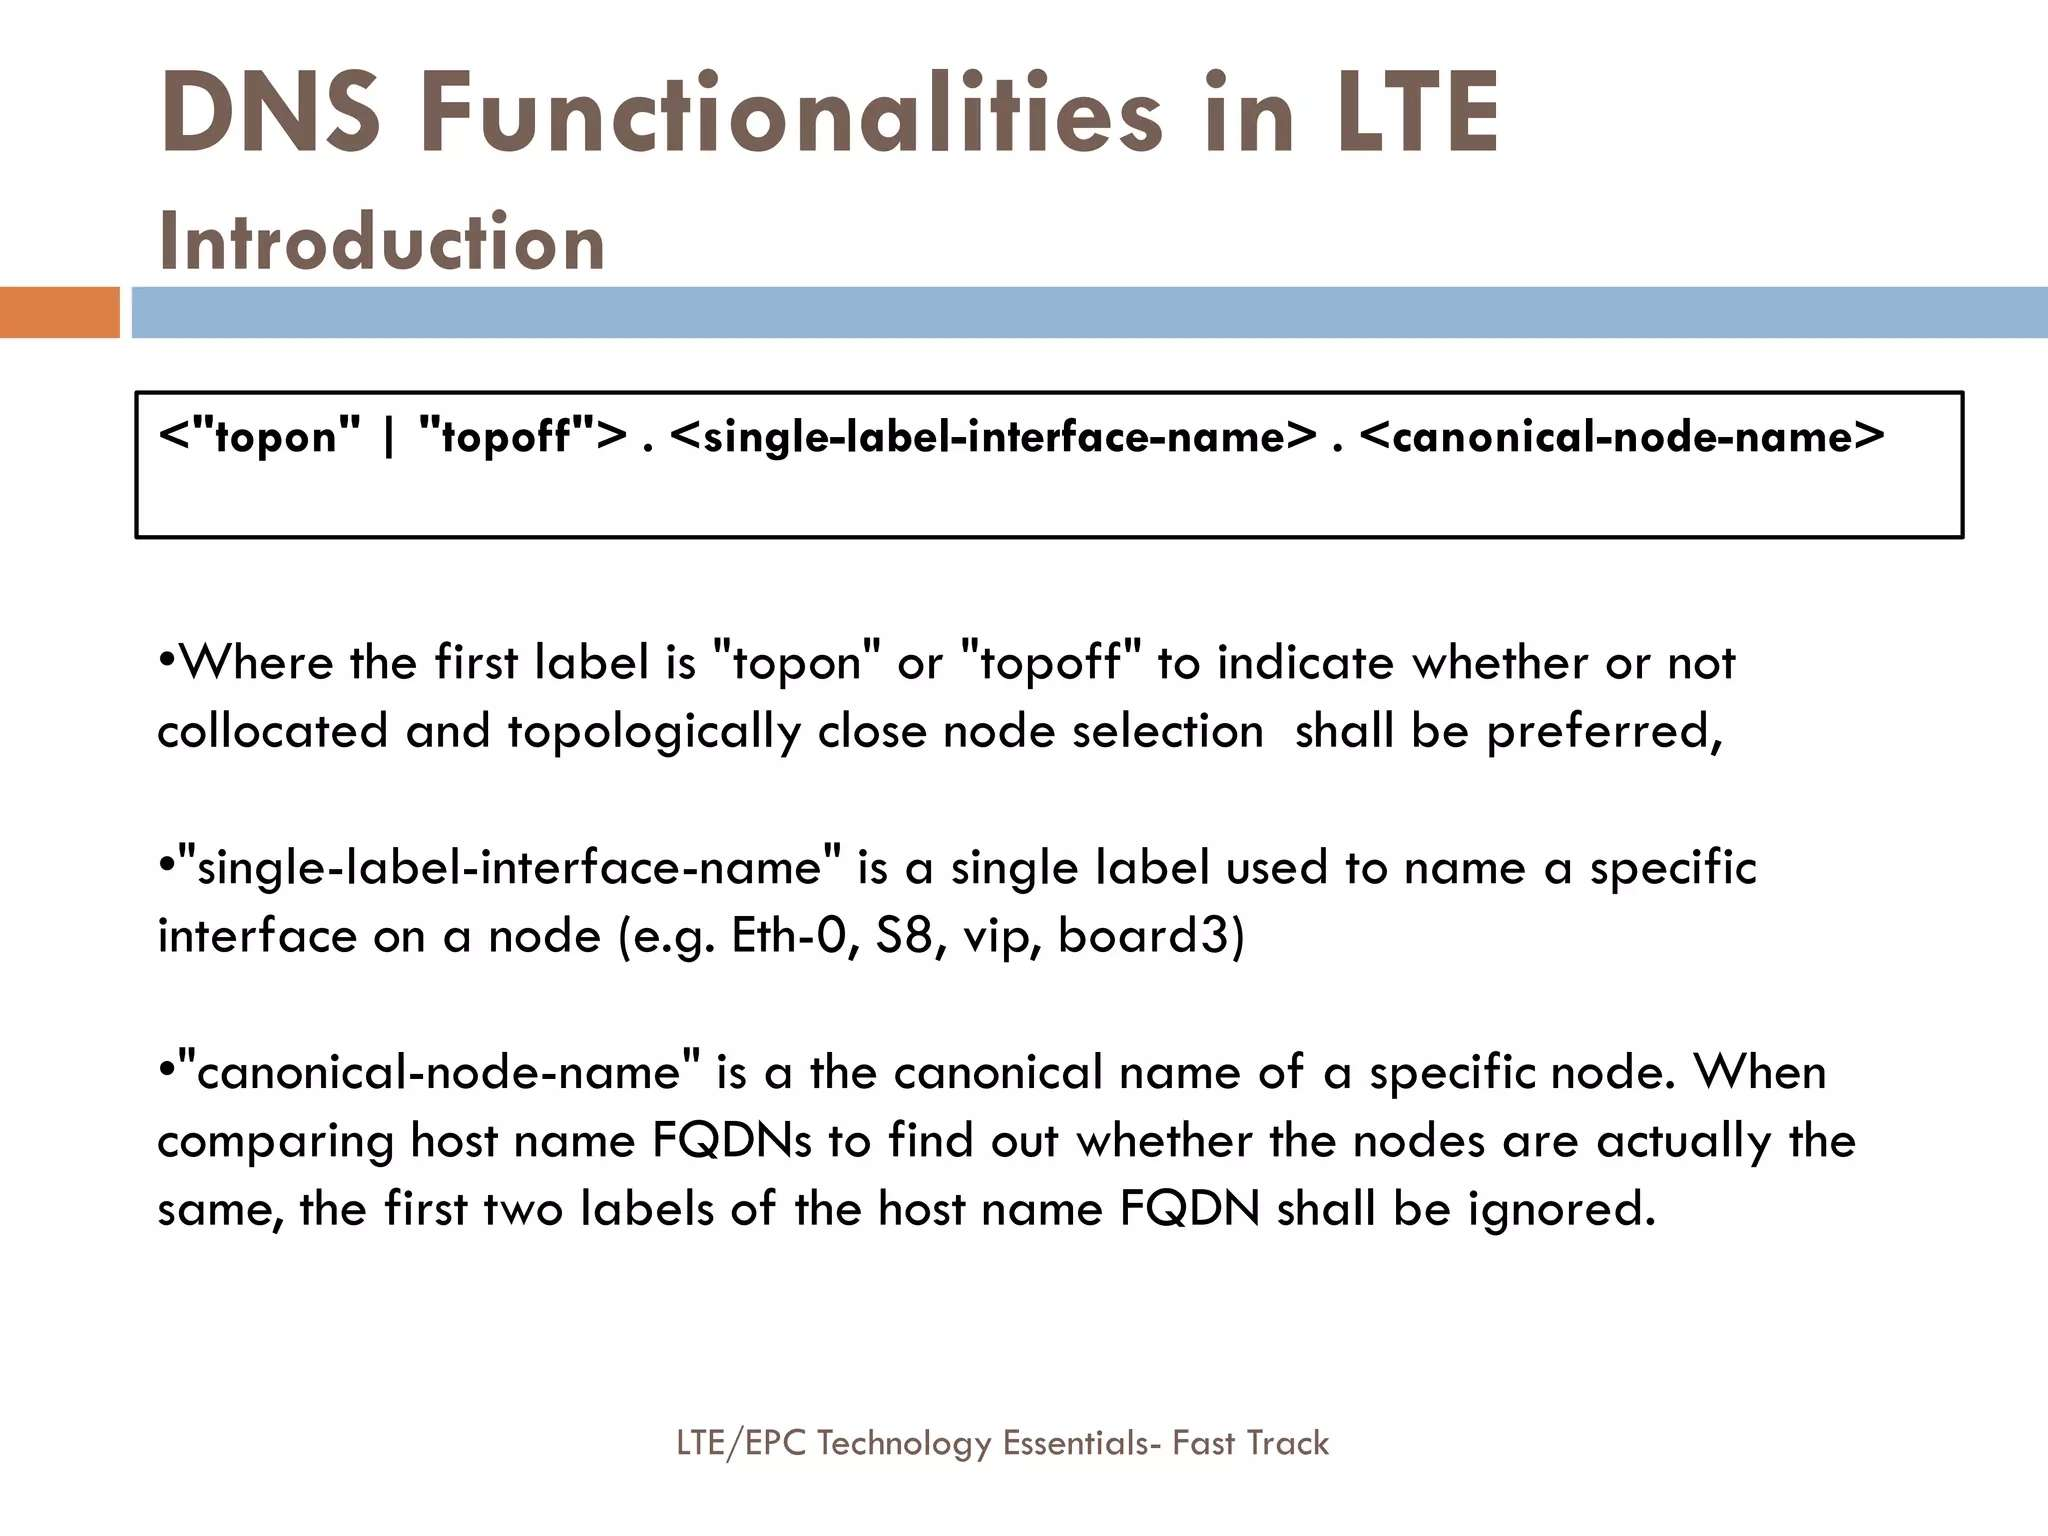 DNS Functionalities in LTE
Introduction
<"topon" | "topoff"> . <single-label-interface-name> . <canonical-node-name>
•Where the first label is "topon" or "topoff" to indicate whether or not
collocated and topologically close node selection  shall be preferred,
•"single-label-interface-name" is a single label used to name a specific
interface on a node (e.g. Eth-0, S8, vip, board3)
•"canonical-node-name" is a the canonical name of a specific node. When
comparing host name FQDNs to find out whether the nodes are actually the
same, the first two labels of the host name FQDN shall be ignored.
LTE/EPC Technology Essentials- Fast Track